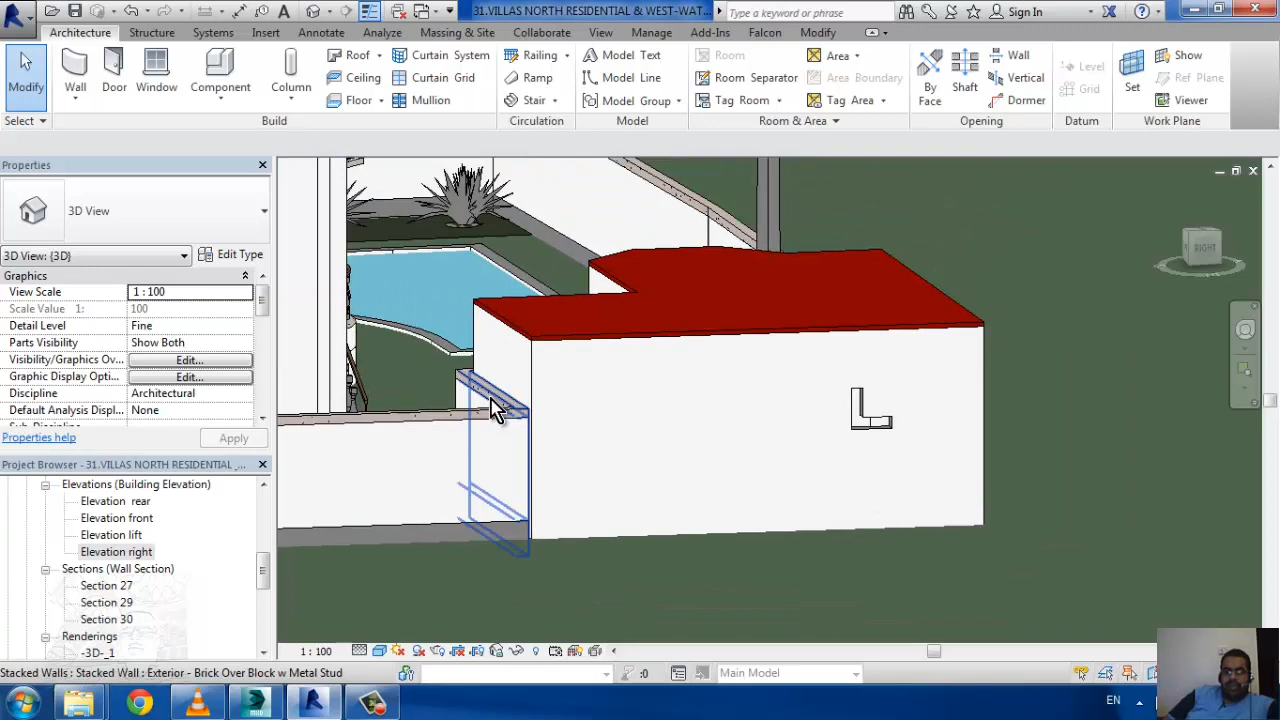 31.VILLAS NORTH RESIDENTIAL & WEST-WAT...
Type a keyword or phrase
Sign In
Architecture Structure Systems Insert Annotate Analyze Massing & Site Collaborate View Manage Add-Ins Falcon Modify
Modify
Wall
Door
Window
Component
Column
Roof
Ceiling
Floor
Curtain System
Curtain Grid
Mullion
Railing
Ramp
Stair
Model Text
Model Line
Model Group
Room
Room Separator
Tag Room
Area
Area Boundary
Tag Area
By Face
Shaft
Wall
Vertical
Dormer
Level
Grid
Set
Show
Ref Plane
Viewer
Select
Build
Circulation
Model
Room & Area
Opening
Datum
Work Plane
Properties
3D View
3D View: {3D}
Edit Type
Graphics
View Scale 1 : 100
Scale Value 1: 100
Detail Level Fine
Parts Visibility Show Both
Visibility/Graphics Ov... Edit...
Graphic Display Opti... Edit...
Discipline Architectural
Default Analysis Displ... None
Properties help
Apply
Project Browser - 31.VILLAS NORTH RESIDENTIAL _...
Elevations (Building Elevation)
Elevation rear
Elevation front
Elevation lift
Elevation right
Sections (Wall Section)
Section 27
Section 29
Section 30
Renderings
-3D-_1
RIGHT
1 : 100
Stacked Walls : Stacked Wall : Exterior - Brick Over Block w Metal Stud
:0
Main Model
EN